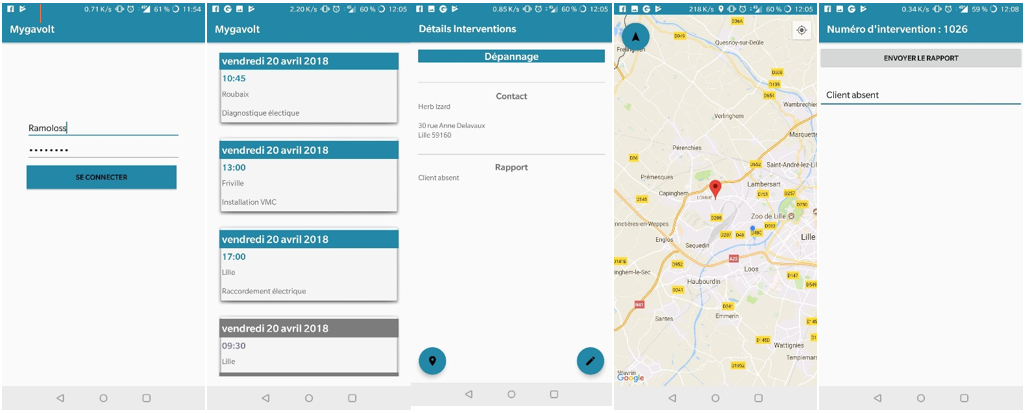 0.71 K/s 61 % 11:54
Mygavolt
Ramoloss
SE CONNECTER
2.20 K/s 60 % 12:05
Mygavolt
vendredi 20 avril 2018
10:45
Roubaix
Diagnostique électique
vendredi 20 avril 2018
13:00
Friville
Installation VMC
vendredi 20 avril 2018
17:00
Lille
Raccordement électrique
vendredi 20 avril 2018
09:30
Lille
0.85 K/s 60 % 12:05
Détails Interventions
Dépannage
Contact
Herb Izard
30 rue Anne Delavaux
Lille 59160
Rapport
Client absent
218 K/s 60 % 12:05
Quesnoy-sur-Deûle
Wambrechies
Verlinghem
Marquette
Pérenchies
Saint-André-lez-Lil
Prémesques
Lambersart
Capinghem
Lomme
Zoo de Lille
Englos
Sequedin
Lille
Loos
Haubourdin
Santes
Emmerin
Wattignies
Templemar
Wavrin
Google
0.34 K/s 59 % 12:08
Numéro d'intervention : 1026
ENVOYER LE RAPPORT
Client absent